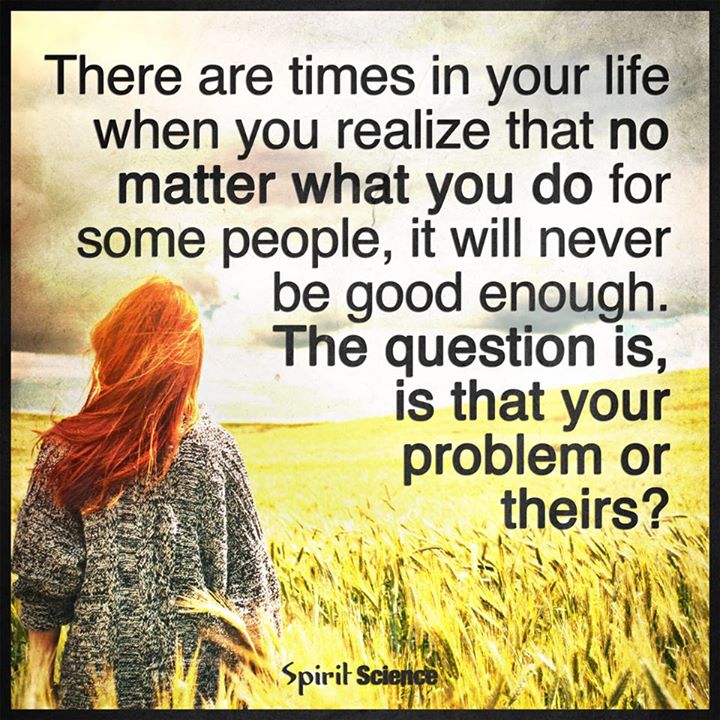 There are times in your life
when you realize that no
matter what you do for
some people, it will never
be good enough.
The question is,
is that your
problem or
theirs?
Spirit Science